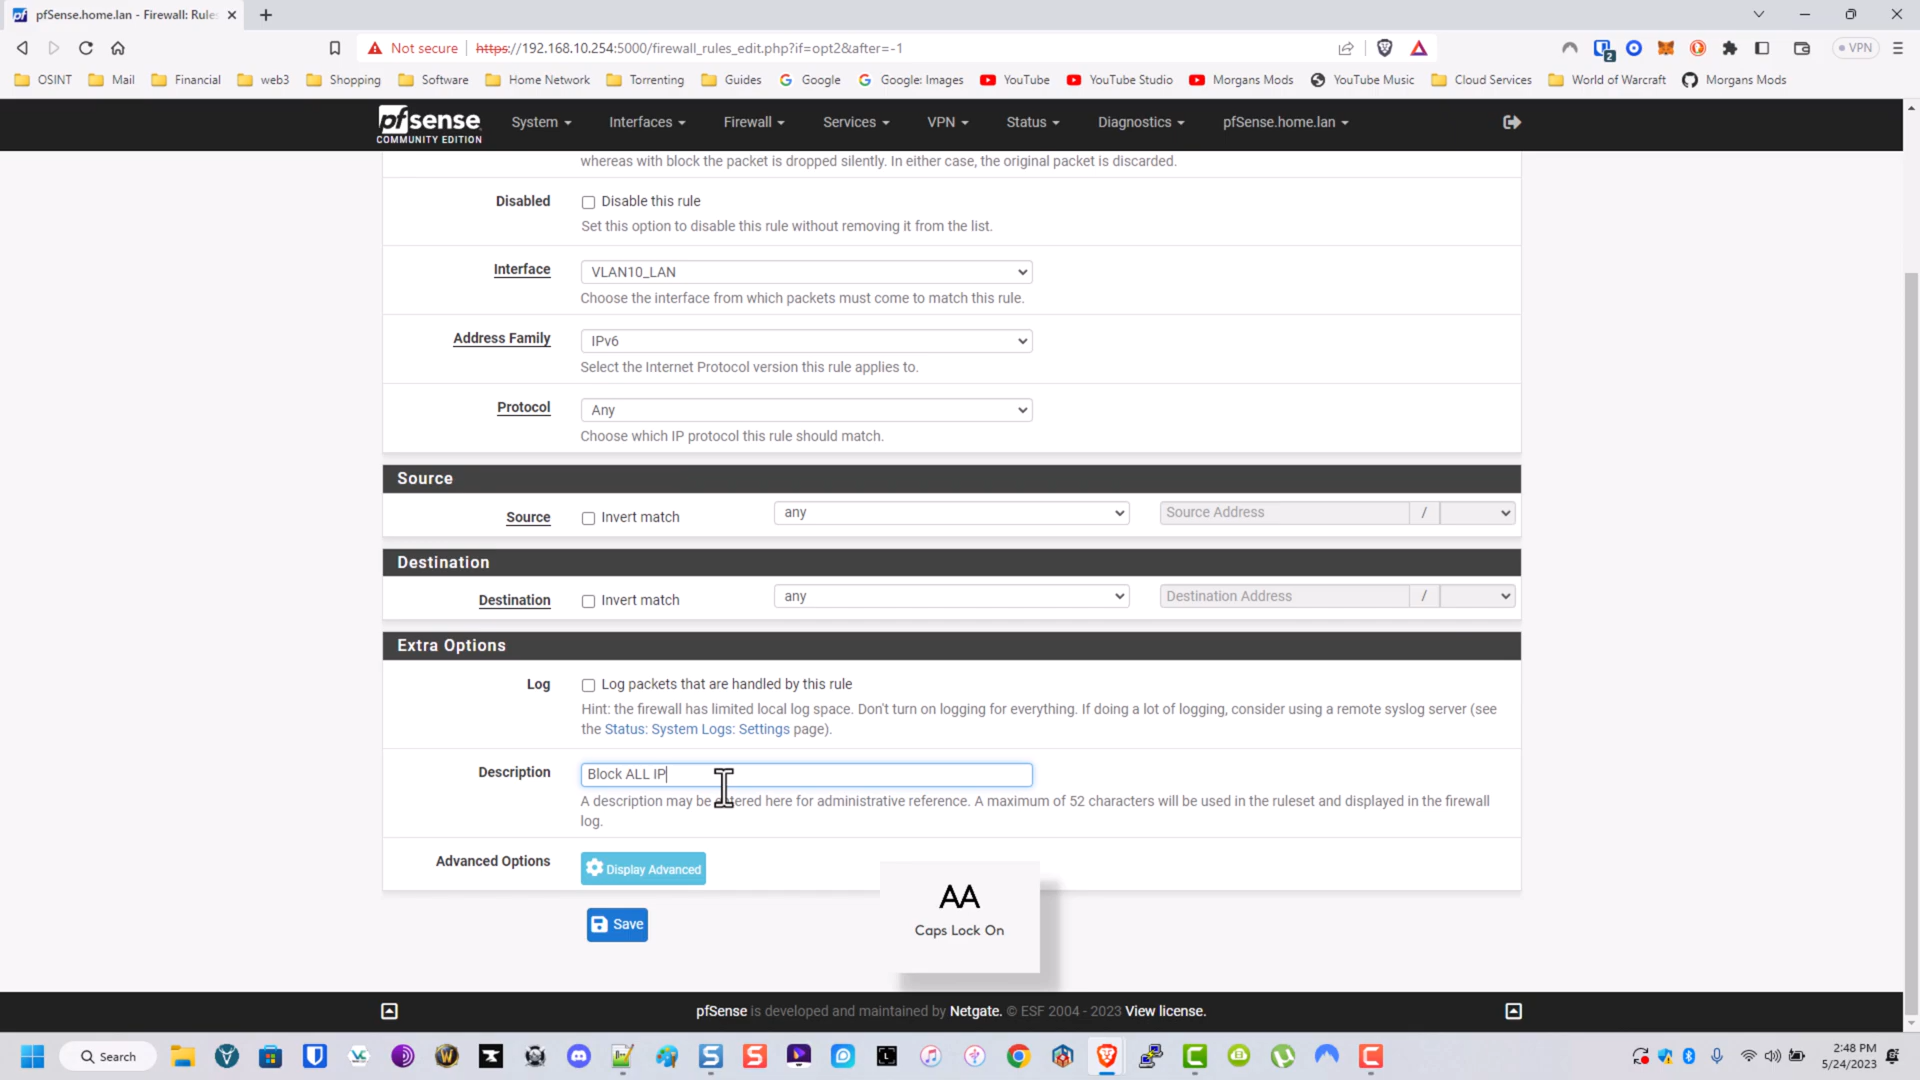 pfSense.home.lan - Firewall: Rules
Not secure https://192.168.10.254:5000/firewall_rules_edit.php?if=opt2&after=-1
2
VPN
OSINT Mail Financial web3 Shopping Software Home Network Torrenting Guides Google Google: Images YouTube YouTube Studio Morgans Mods YouTube Music Cloud Services World of Warcraft Morgans Mods
pfsense
COMMUNITY EDITION
System Interfaces Firewall Services VPN Status Diagnostics pfSense.home.lan
whereas with block the packet is dropped silently. In either case, the original packet is discarded.
Disabled Disable this rule
Set this option to disable this rule without removing it from the list.
Interface VLAN10_LAN
Choose the interface from which packets must come to match this rule.
Address Family IPv6
Select the Internet Protocol version this rule applies to.
Protocol Any
Choose which IP protocol this rule should match.
Source
Source Invert match any Source Address /
Destination
Destination Invert match any Destination Address /
Extra Options
Log Log packets that are handled by this rule
Hint: the firewall has limited local log space. Don't turn on logging for everything. If doing a lot of logging, consider using a remote syslog server (see
the Status: System Logs: Settings page).
Description Block ALL IP
A description may be entered here for administrative reference. A maximum of 52 characters will be used in the ruleset and displayed in the firewall
log.
Advanced Options Display Advanced
AA
Caps Lock On
Save
pfSense is developed and maintained by Netgate. © ESF 2004 - 2023 View license.
Search
2:48 PM
5/24/2023